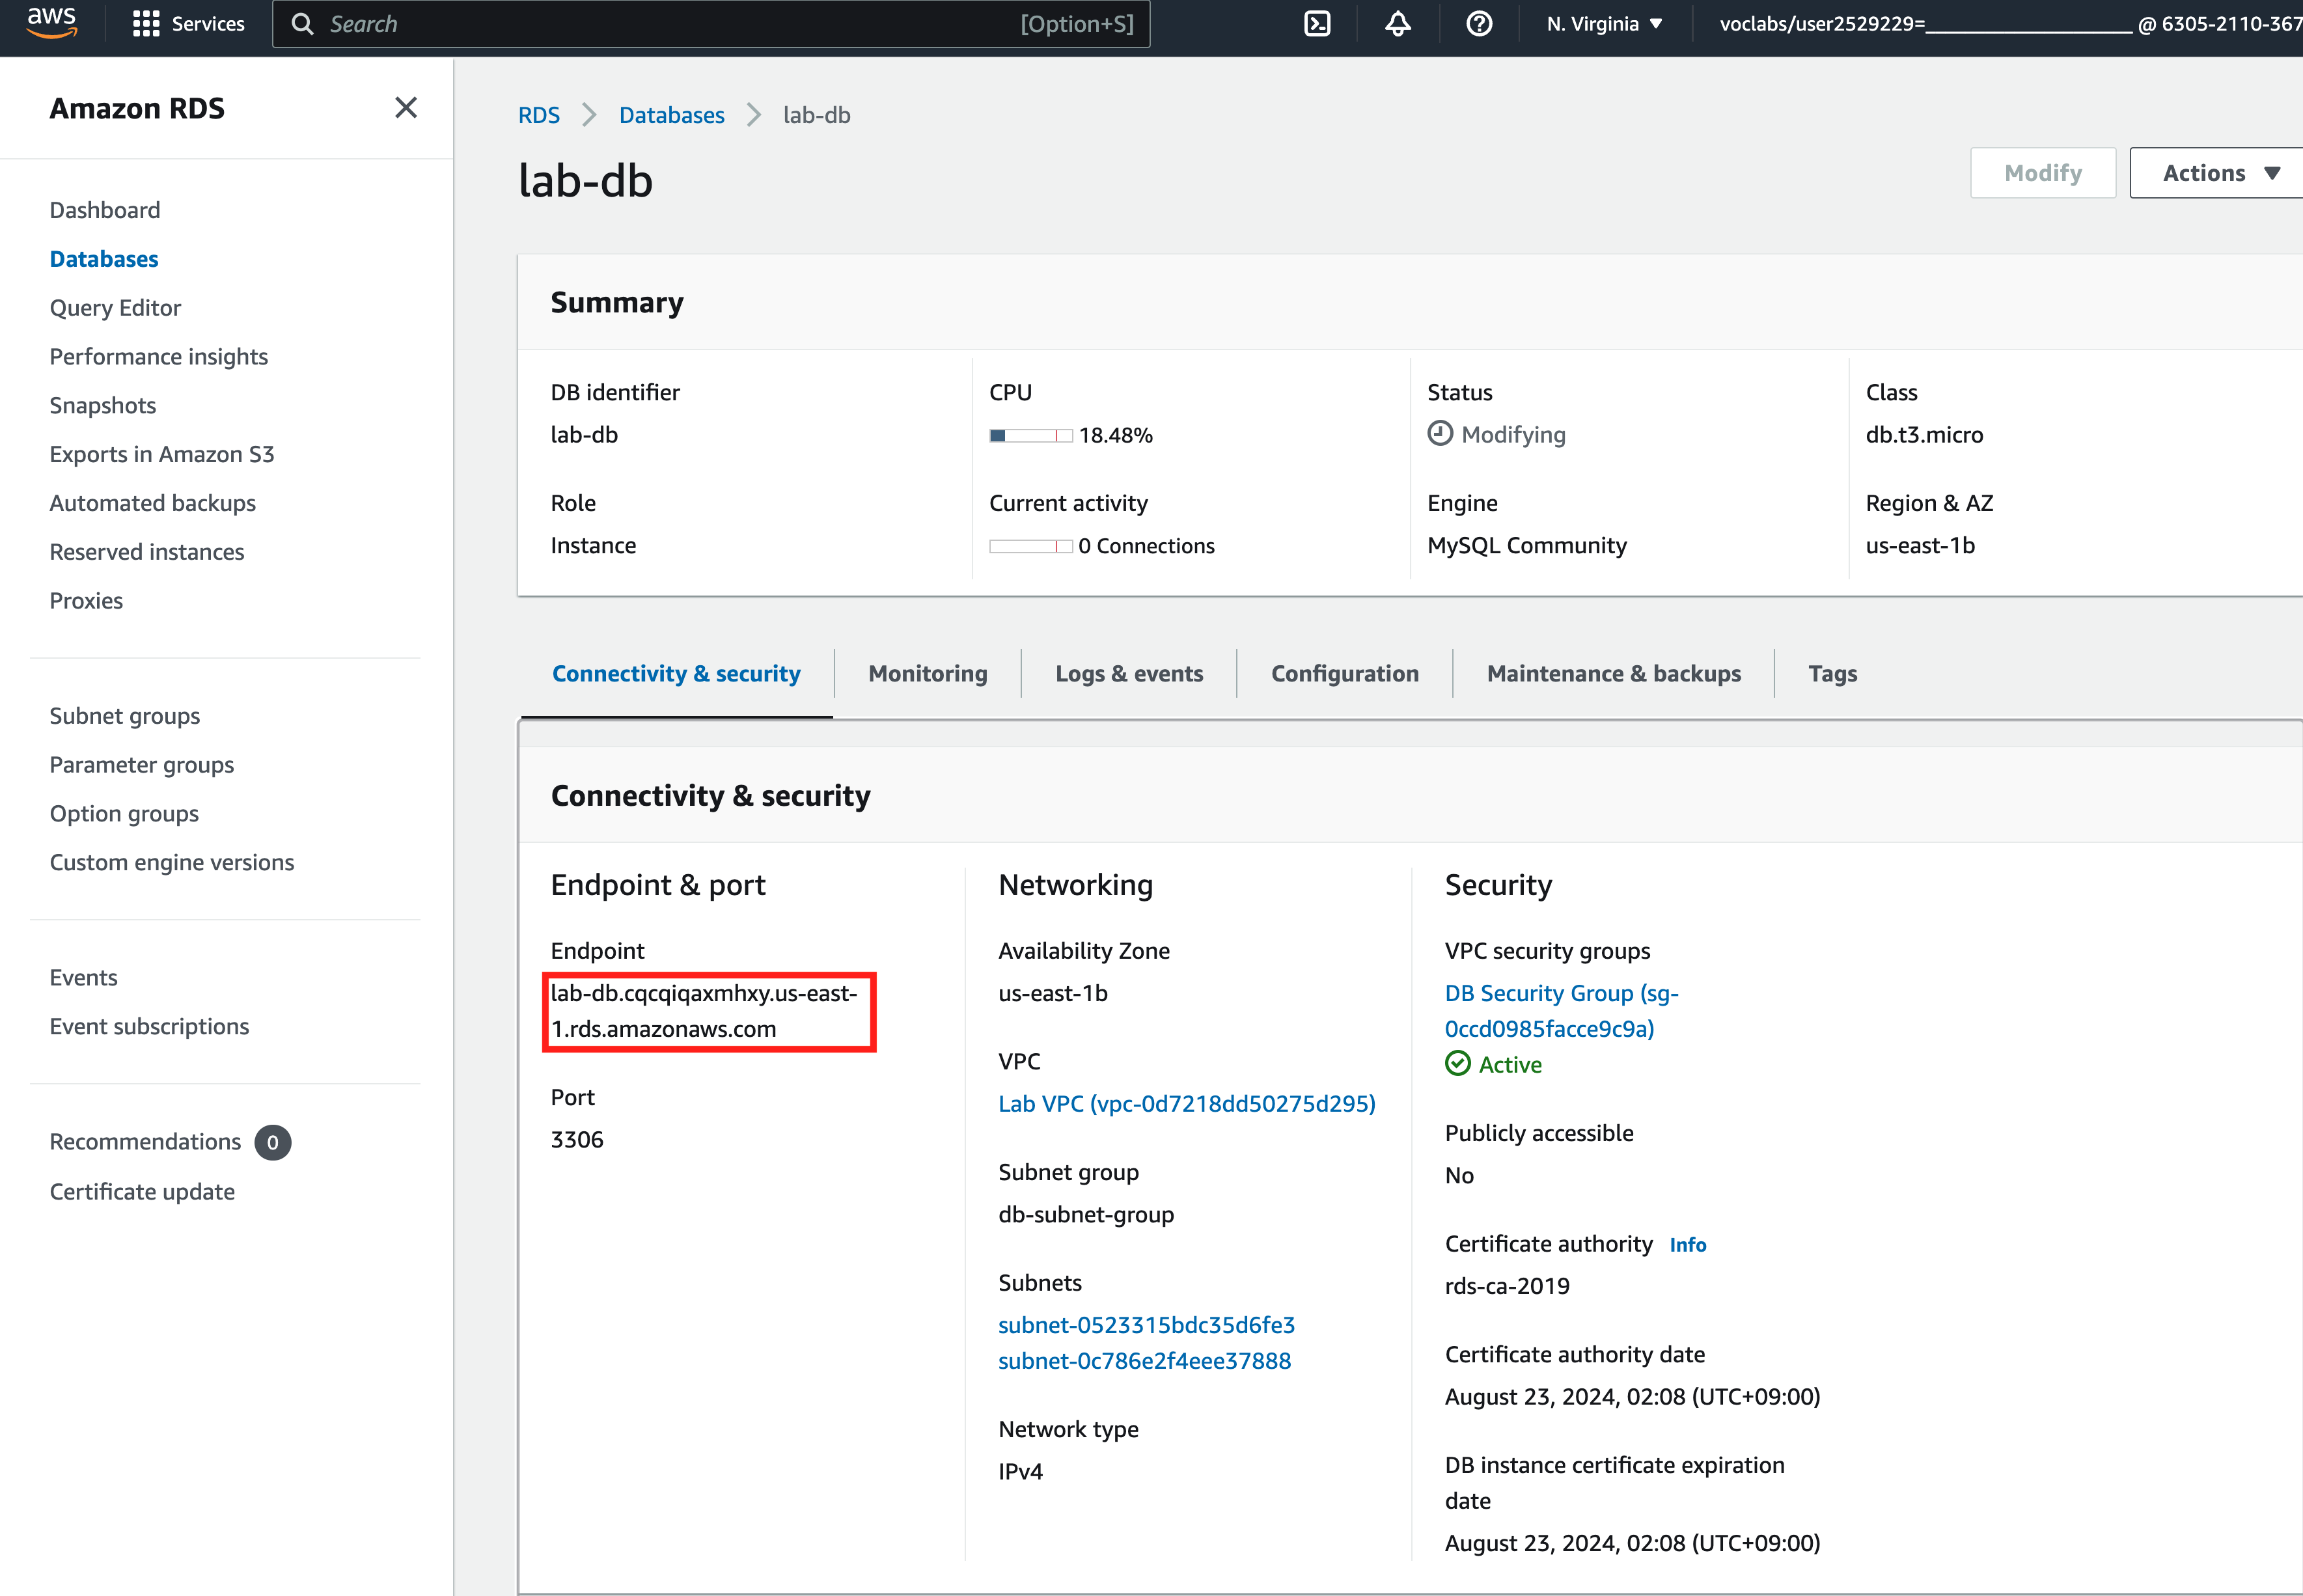 aws
Services
Search
[Option+S]
N. Virginia
voclabs/user2529229=
@ 6305-2110-367
Amazon RDS
Dashboard
Databases
Query Editor
Performance insights
Snapshots
Exports in Amazon S3
Automated backups
Reserved instances
Proxies
Subnet groups
Parameter groups
Option groups
Custom engine versions
Events
Event subscriptions
Recommendations 0
Certificate update
RDS > Databases > lab-db
lab-db
Modify
Actions
Summary
DB identifier
lab-db
CPU
18.48%
Status
Modifying
Class
db.t3.micro
Role
Instance
Current activity
0 Connections
Engine
MySQL Community
Region & AZ
us-east-1b
Connectivity & security
Monitoring
Logs & events
Configuration
Maintenance & backups
Tags
Connectivity & security
Endpoint & port
Endpoint
lab-db.cqcqiqaxmhxy.us-east-
1.rds.amazonaws.com
Port
3306
Networking
Availability Zone
us-east-1b
VPC
Lab VPC (vpc-0d7218dd50275d295)
Subnet group
db-subnet-group
Subnets
subnet-0523315bdc35d6fe3
subnet-0c786e2f4eee37888
Network type
IPv4
Security
VPC security groups
DB Security Group (sg-
0ccd0985facce9c9a)
Active
Publicly accessible
No
Certificate authority Info
rds-ca-2019
Certificate authority date
August 23, 2024, 02:08 (UTC+09:00)
DB instance certificate expiration
date
August 23, 2024, 02:08 (UTC+09:00)